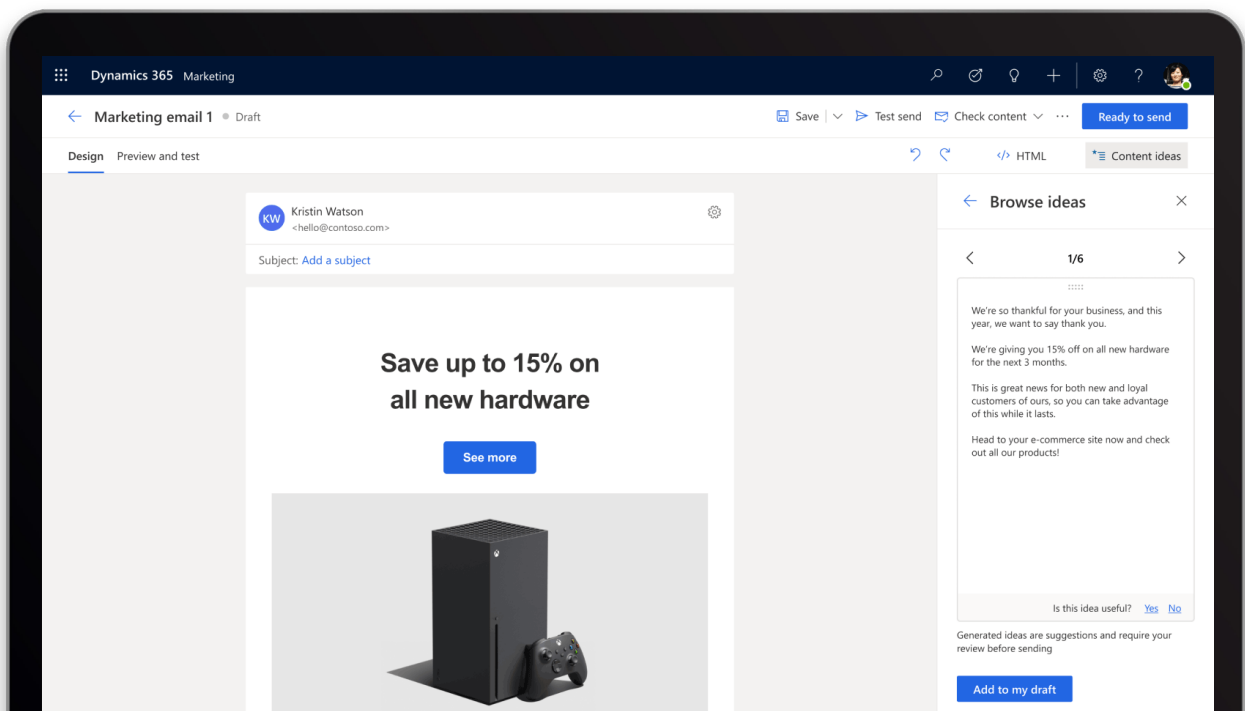 Dynamics 365 Marketing
Marketing email 1 Draft
Save Test send Check content Ready to send
Design Preview and test
</> HTML Content ideas
KW
Kristin Watson
<hello@contoso.com>
Subject: Add a subject
Save up to 15% on
all new hardware
See more
Browse ideas
1/6
We're so thankful for your business, and this
year, we want to say thank you.
We're giving you 15% off on all new hardware
for the next 3 months.
This is great news for both new and loyal
customers of ours, so you can take advantage
of this while it lasts.
Head to your e-commerce site now and check
out all our products!
Is this idea useful? Yes No
Generated ideas are suggestions and require your
review before sending
Add to my draft